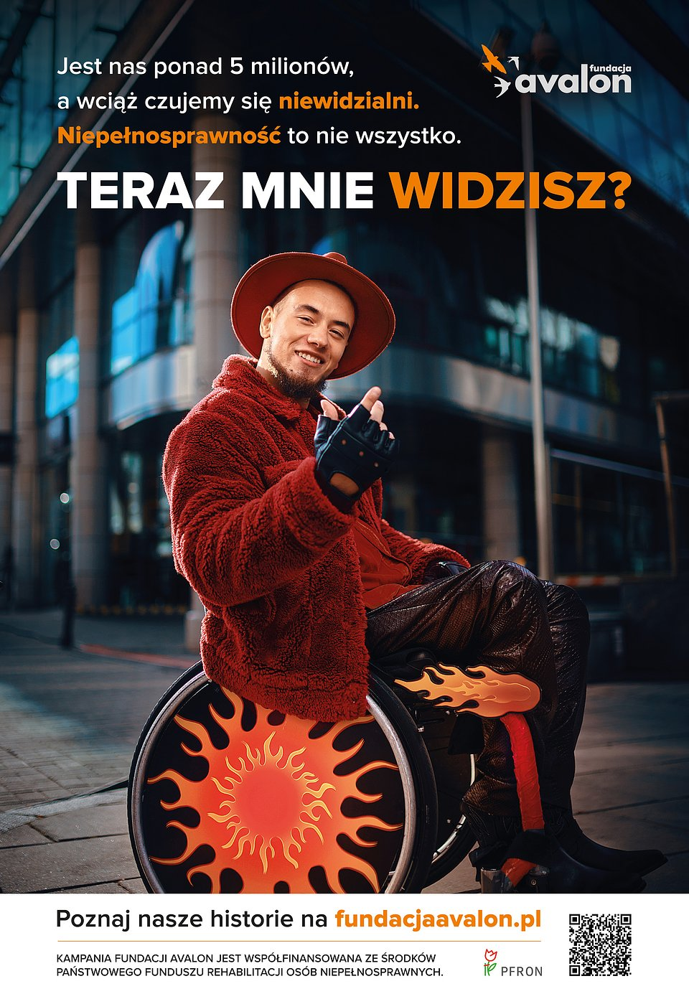 Jest nas ponad 5 milionów,
a wciąż czujemy się niewidzialni.
Niepełnosprawność to nie wszystko.
fundacja
avalon
TERAZ MNIE WIDZISZ?
Poznaj nasze historie na fundacjaavalon.pl
KAMPANIA FUNDACJI AVALON JEST WSPÓŁFINANSOWANA ZE ŚRODKÓW
PAŃSTWOWEGO FUNDUSZU REHABILITACJI OSÓB NIEPEŁNOSPRAWNYCH.
PFRON